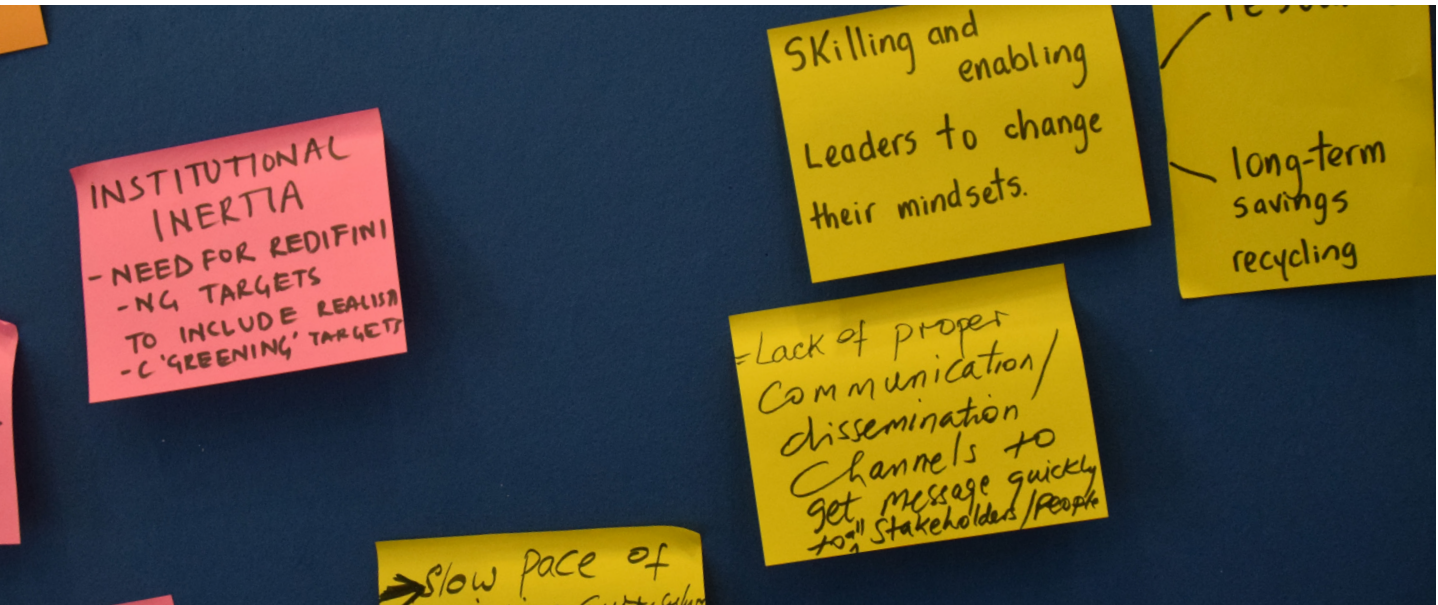 INSTITUTIONAL
INERTIA
- NEED FOR REDIFINI
-NG TARGETS
TO INCLUDE REALISTI
-C 'GREENING' TARGETS
Skilling and
enabling
Leaders to change
their mindsets.
long-term
savings
recycling
=Lack of proper
Communication/
dissemination
Channels to
get message quickly
to all stakeholders/people
→ Slow pace of